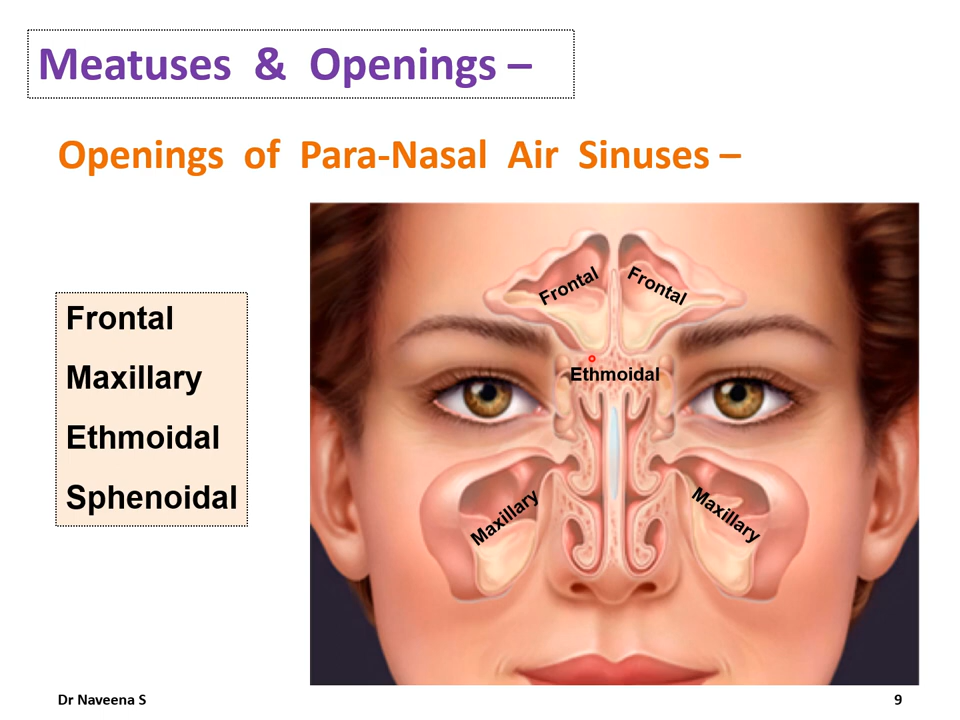 Meatuses & Openings –
Openings of Para-Nasal Air Sinuses –
Frontal
Maxillary
Ethmoidal
Sphenoidal
Frontal
Frontal
Ethmoidal
Maxillary
Maxillary
Dr Naveena S
9